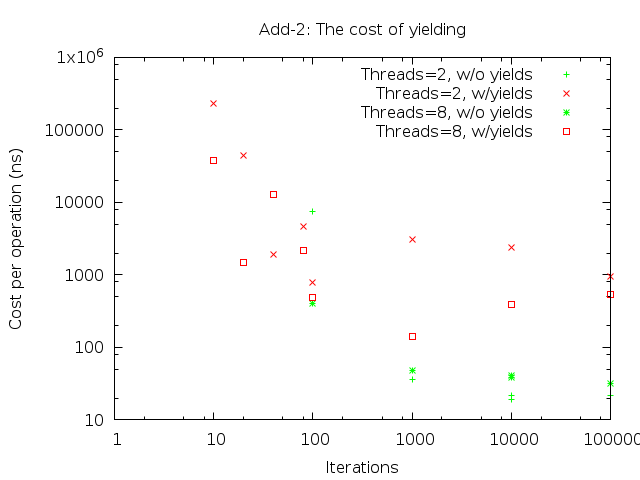 Add-2: The cost of yielding
1x10^6
100000
10000
1000
100
10
Cost per operation (ns)
Threads=2, w/o yields
Threads=2, w/yields
Threads=8, w/o yields
Threads=8, w/yields
1 10 100 1000 10000 100000
Iterations